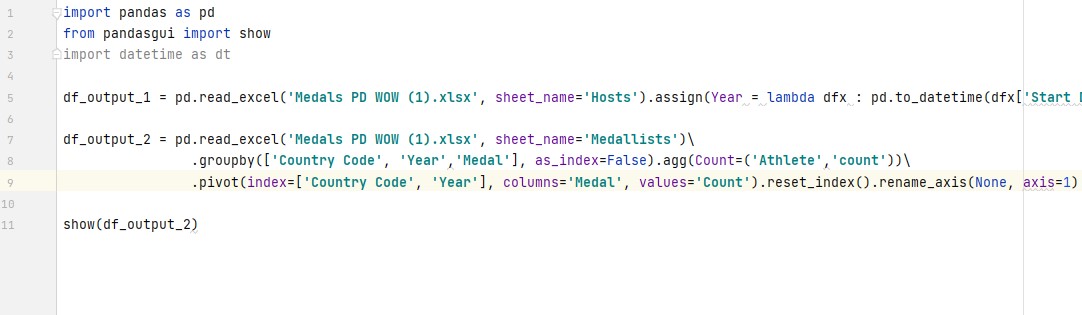 1 import pandas as pd
2 from pandasgui import show
3 import datetime as dt
4
5 df_output_1 = pd.read_excel('Medals PD WOW (1).xlsx', sheet_name='Hosts').assign(Year = lambda dfx : pd.to_datetime(dfx['Start
6
7 df_output_2 = pd.read_excel('Medals PD WOW (1).xlsx', sheet_name='Medallists')\
8 .groupby(['Country Code', 'Year','Medal'], as_index=False).agg(Count=('Athlete','count'))\
9 .pivot(index=['Country Code', 'Year'], columns='Medal', values='Count').reset_index().rename_axis(None, axis=1)
10
11 show(df_output_2)